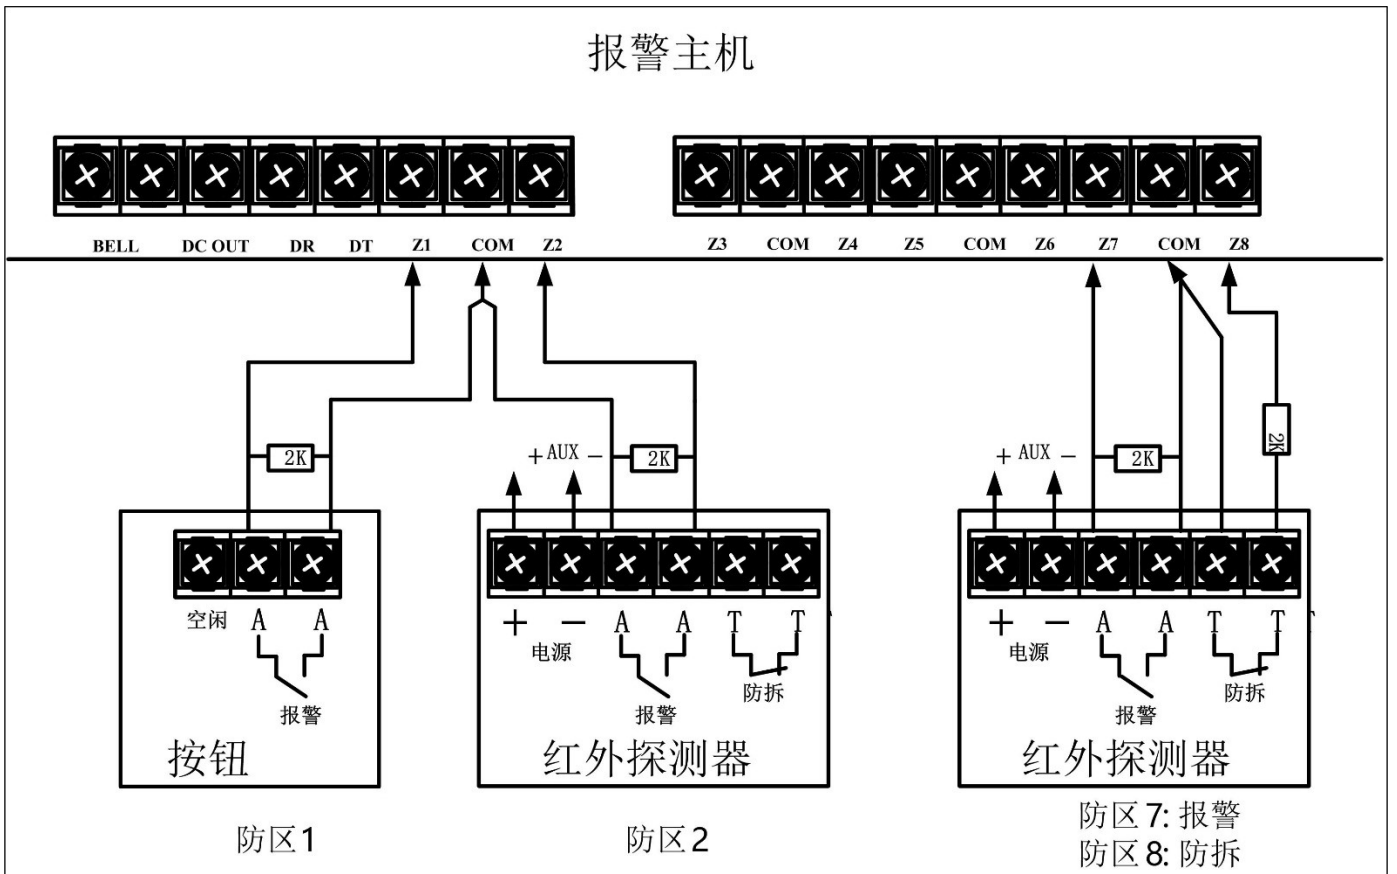 报警主机
BELL DC OUT DR DT Z1 COM Z2 Z3 COM Z4 Z5 COM Z6 Z7 COM Z8
+ AUX − + AUX −
2K 2K 2K 2K
空闲 A A + − A A T T + − A A T T
电源 电源
报警 报警 防拆 报警 防拆
按钮 红外探测器 红外探测器
防区1 防区2 防区7: 报警
防区8: 防拆